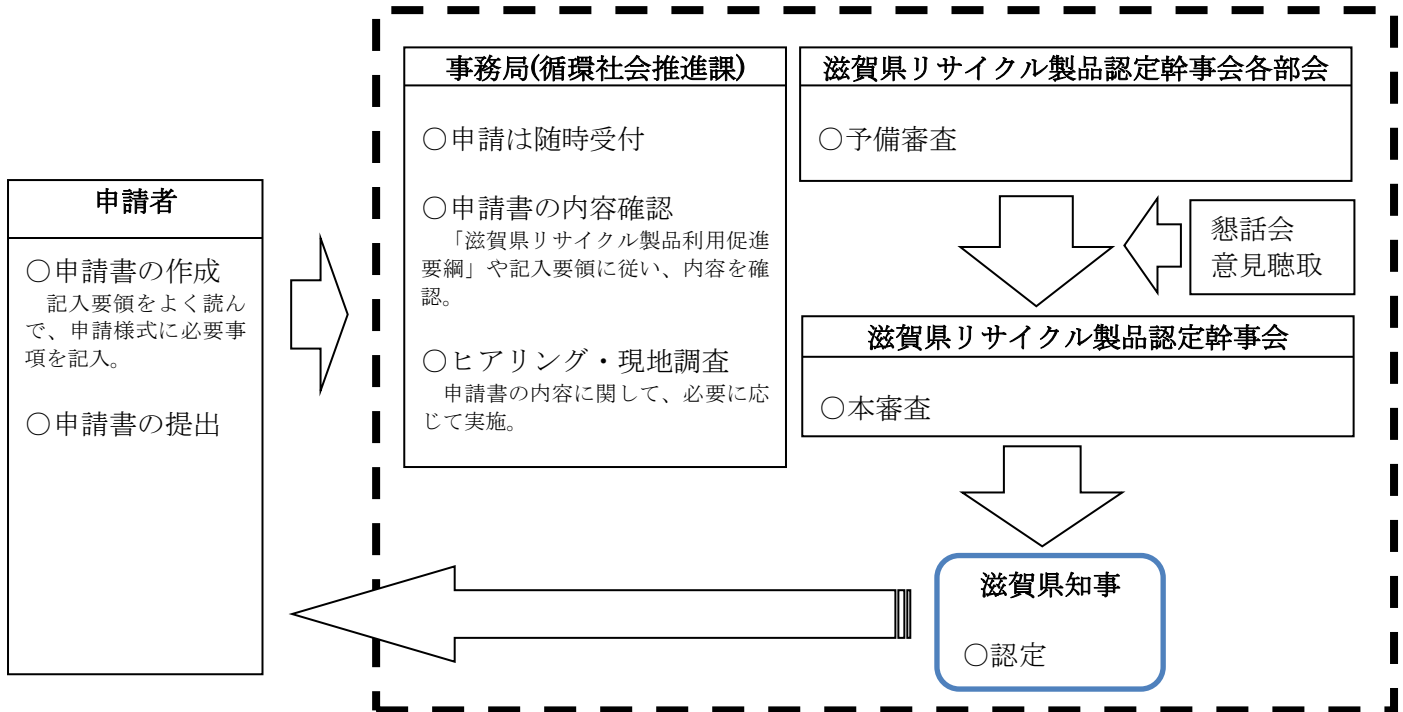 申請者
○申請書の作成
記入要領をよく読ん
で、申請様式に必要事
項を記入。
○申請書の提出
事務局(循環社会推進課)
○申請は随時受付
○申請書の内容確認
「滋賀県リサイクル製品利用促進
要綱」や記入要領に従い、内容を確
認。
○ヒアリング・現地調査
申請書の内容に関して、必要に応
じて実施。
滋賀県リサイクル製品認定幹事会各部会
○予備審査
懇話会
意見聴取
滋賀県リサイクル製品認定幹事会
○本審査
滋賀県知事
○認定